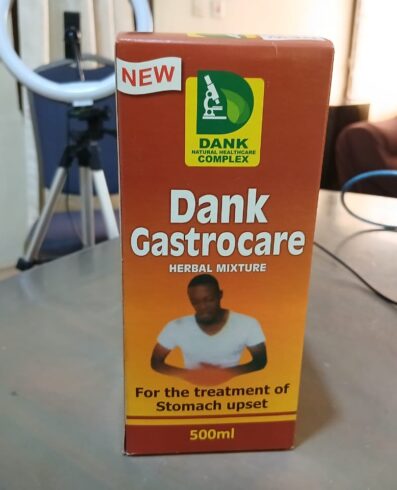 NEW
DANK
NATURAL HEALTHCARE
COMPLEX
Dank
Gastrocare
HERBAL MIXTURE
For the treatment of
Stomach upset
500ml